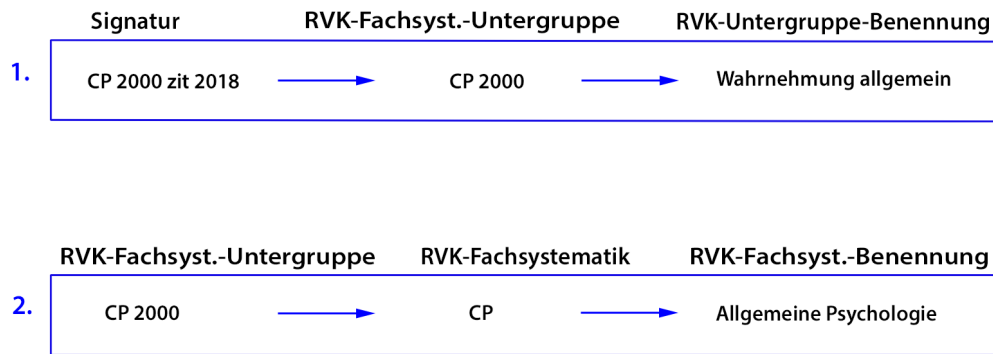 Signatur RVK-Fachsyst.-Untergruppe RVK-Untergruppe-Benennung
1. CP 2000 zit 2018 CP 2000 Wahrnehmung allgemein
RVK-Fachsyst.-Untergruppe RVK-Fachsystematik RVK-Fachsyst.-Benennung
2. CP 2000 CP Allgemeine Psychologie